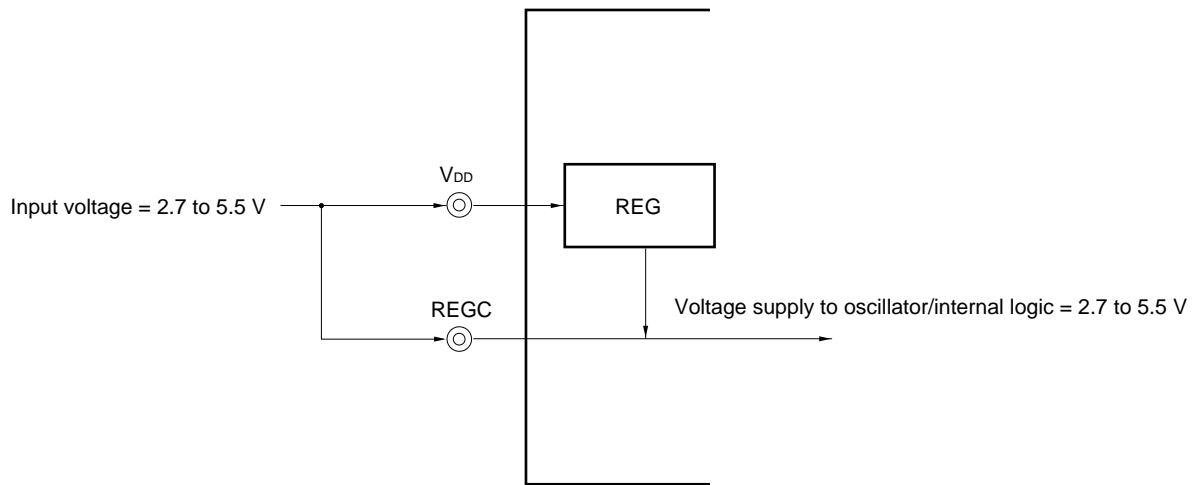 VDD
Input voltage = 2.7 to 5.5 V
REG
REGC
Voltage supply to oscillator/internal logic = 2.7 to 5.5 V